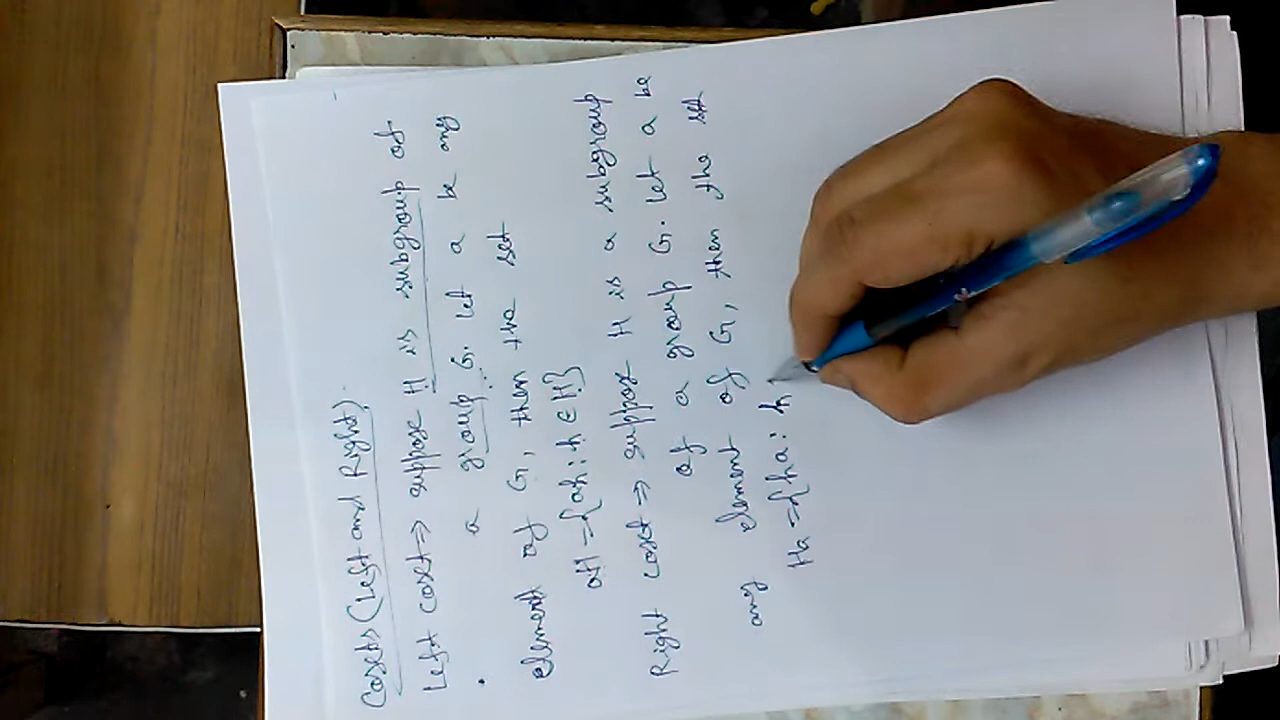 Cosets (Left and Right).
Left coset ⇒ suppose H is subgroup of
a group G. Let a be any
element of G, then the set
aH = {ah : h ∈ H}
Right coset ⇒ suppose H is a subgroup
of a group G. Let a be
any element of G, then the set
Ha = {ha : h